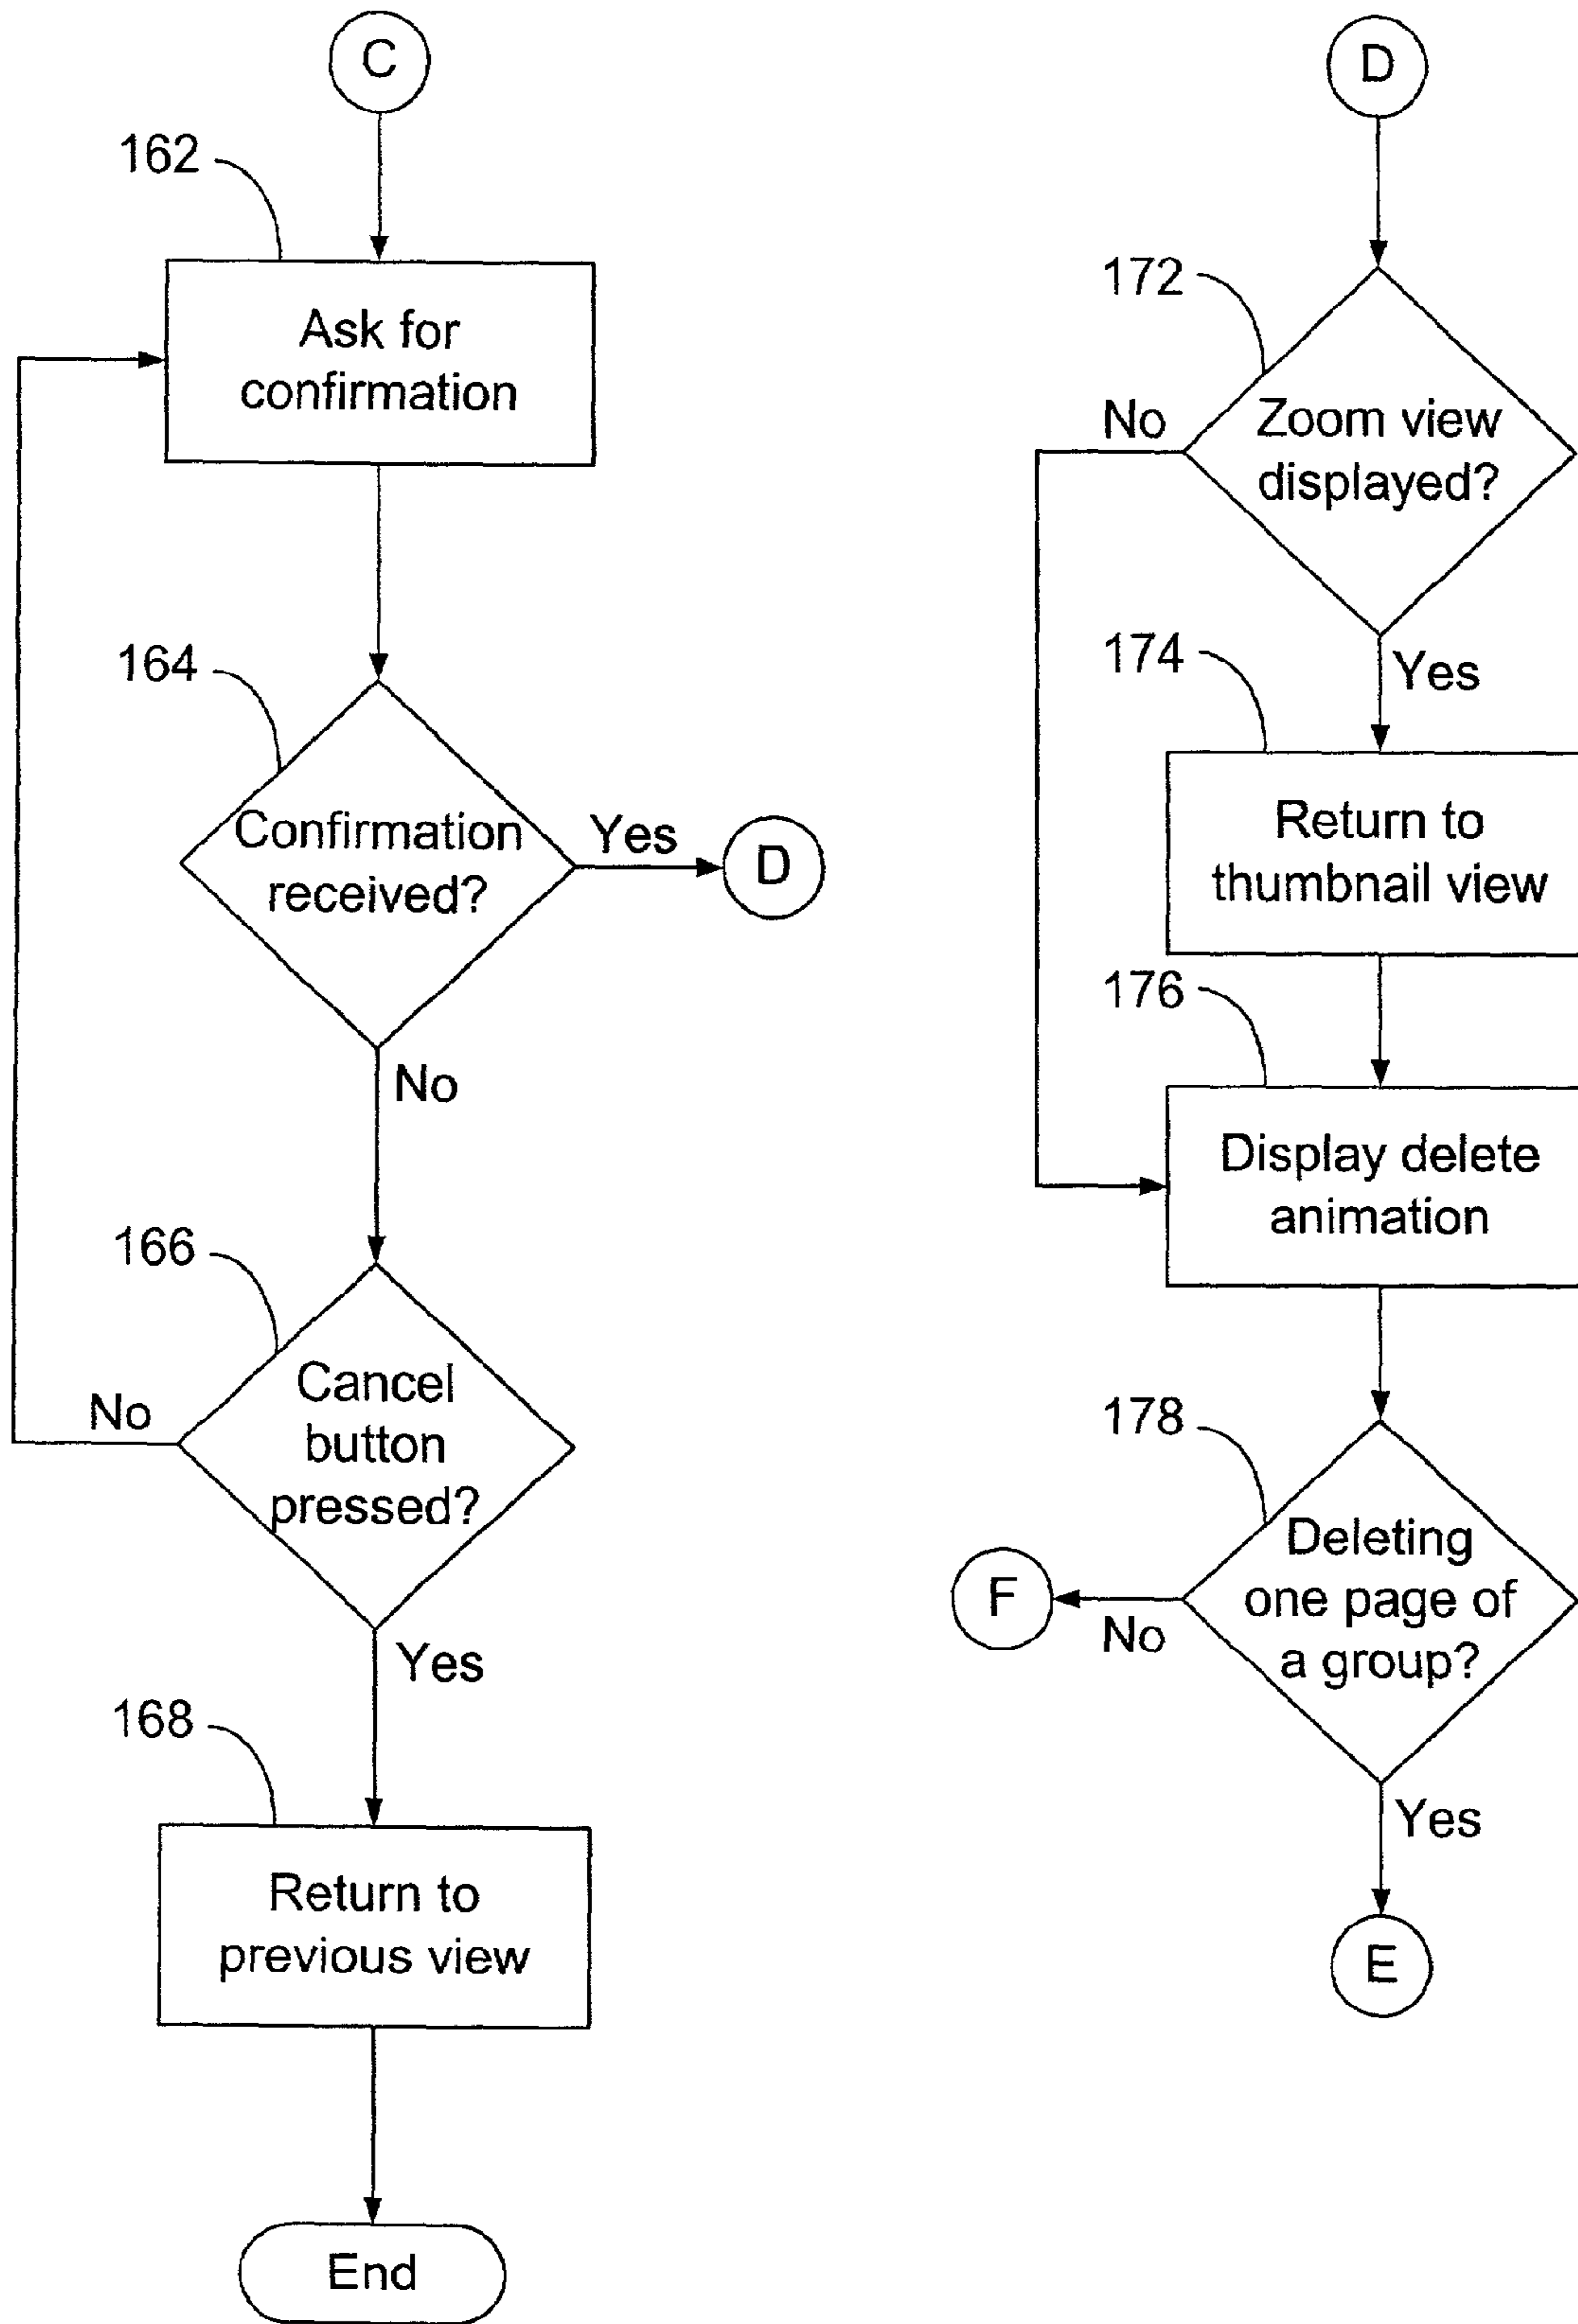 C
162
Ask for
confirmation
164
Confirmation
received?
Yes
D
No
166
Cancel
button
pressed?
No
Yes
168
Return to
previous view
End
D
172
Zoom view
displayed?
No
Yes
174
Return to
thumbnail view
176
Display delete
animation
178
Deleting
one page of
a group?
F
No
Yes
E